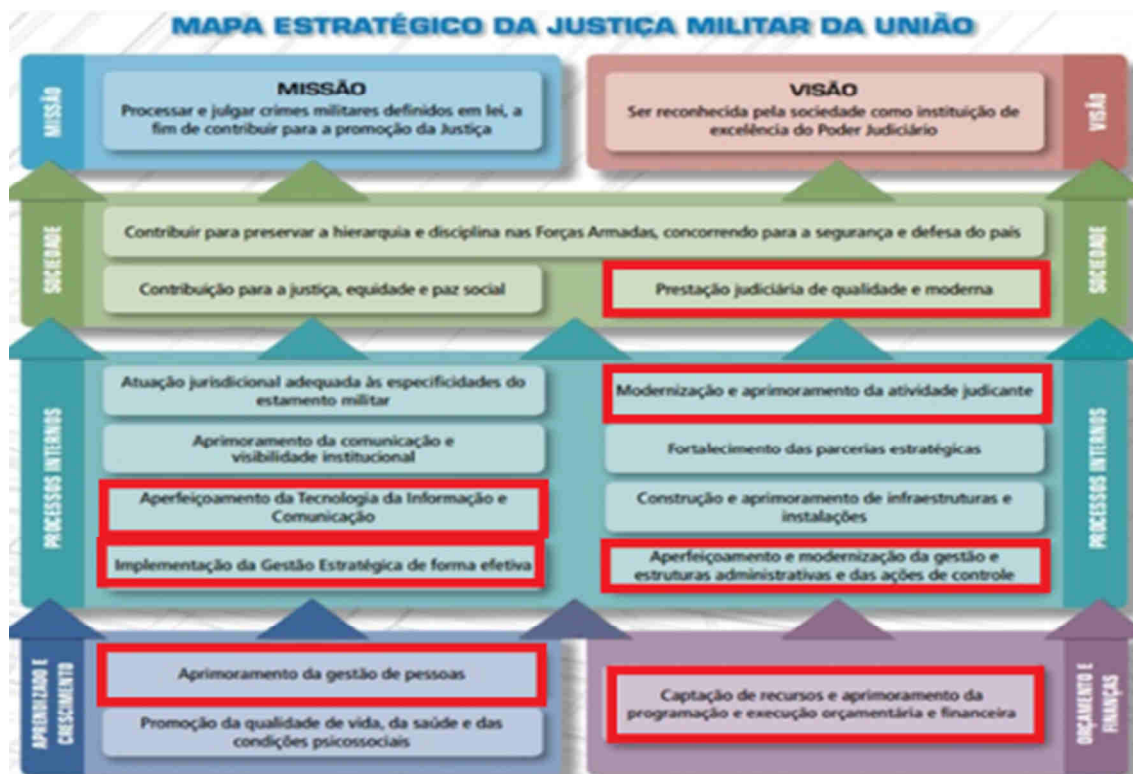 MAPA ESTRATÉGICO DA JUSTIÇA MILITAR DA UNIÃO
MISSÃO
MISSÃO
Processar e julgar crimes militares definidos em lei, a
fim de contribuir para a promoção da Justiça
VISÃO
Ser reconhecida pela sociedade como instituição de
excelência do Poder Judiciário
VISÃO
SOCIEDADE
Contribuir para preservar a hierarquia e disciplina nas Forças Armadas, concorrendo para a segurança e defesa do país
Contribuição para a justiça, equidade e paz social
Prestação judiciária de qualidade e moderna
SOCIEDADE
PROCESSOS INTERNOS
Atuação jurisdicional adequada às especificidades do
estamento militar
Modernização e aprimoramento da atividade judicante
Aprimoramento da comunicação e
visibilidade institucional
Fortalecimento das parcerias estratégicas
Aperfeiçoamento da Tecnologia da Informação e
Comunicação
Construção e aprimoramento de infraestruturas e
instalações
Implementação da Gestão Estratégica de forma efetiva
Aperfeiçoamento e modernização da gestão e
estruturas administrativas e das ações de controle
PROCESSOS INTERNOS
APRENDIZADO E
CRESCIMENTO
Aprimoramento da gestão de pessoas
Promoção da qualidade de vida, da saúde e das
condições psicossociais
Captação de recursos e aprimoramento da
programação e execução orçamentária e financeira
ORÇAMENTO E
FINANÇAS